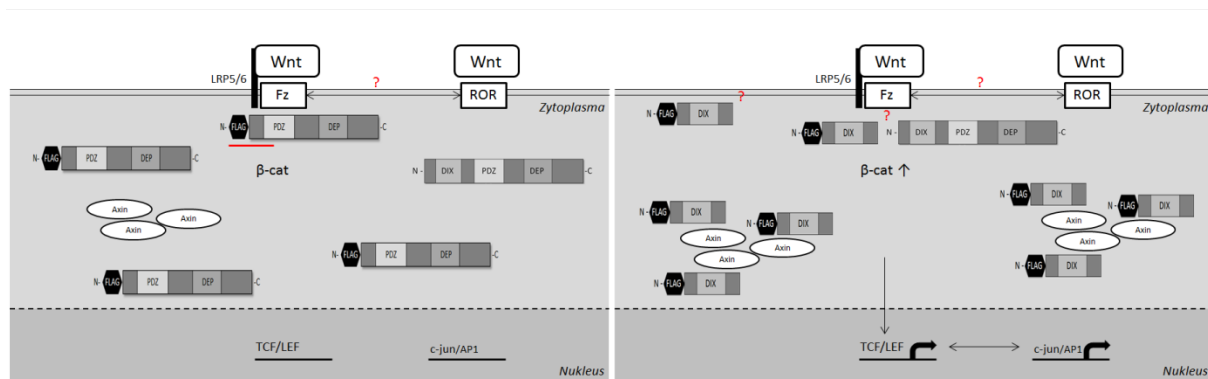 Wnt
Wnt
LRP5/6
?
Fz
ROR
Zytoplasma
N-
FLAG
PDZ
DEP
-C
N-
FLAG
PDZ
DEP
-C
β-cat
N -
DIX
PDZ
DEP
-C
Axin
Axin
Axin
N-
FLAG
PDZ
DEP
-C
N-
FLAG
PDZ
DEP
-C
TCF/LEF
c-jun/AP1
Nukleus
Wnt
Wnt
LRP5/6
?
?
Fz
ROR
Zytoplasma
N -
FLAG
DIX
?
N-
FLAG
DIX
N -
DIX
PDZ
DEP
-C
β-cat ↑
N -
FLAG
DIX
N -
FLAG
DIX
Axin
Axin
Axin
N -
FLAG
DIX
N -
FLAG
DIX
N -
FLAG
DIX
Axin
Axin
Axin
N -
FLAG
DIX
TCF/LEF
c-jun/AP1
Nukleus